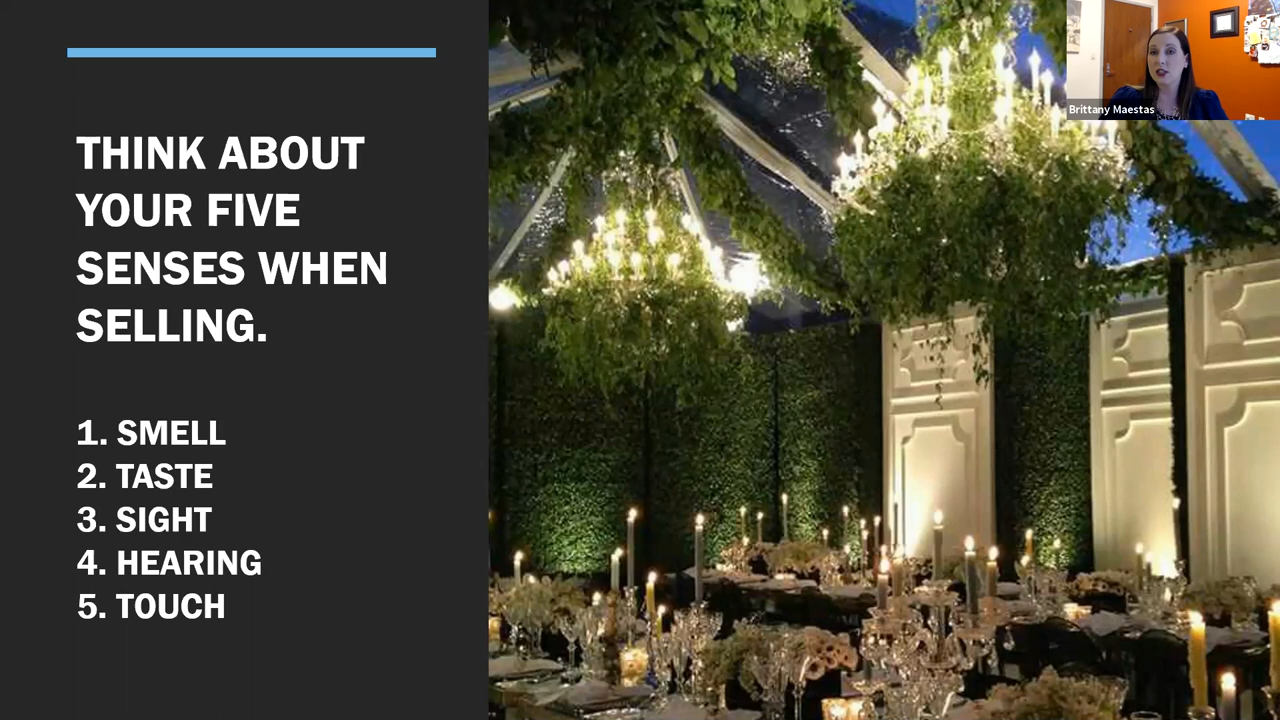 THINK ABOUT
YOUR FIVE
SENSES WHEN
SELLING.
1. SMELL
2. TASTE
3. SIGHT
4. HEARING
5. TOUCH
Brittany Maestas